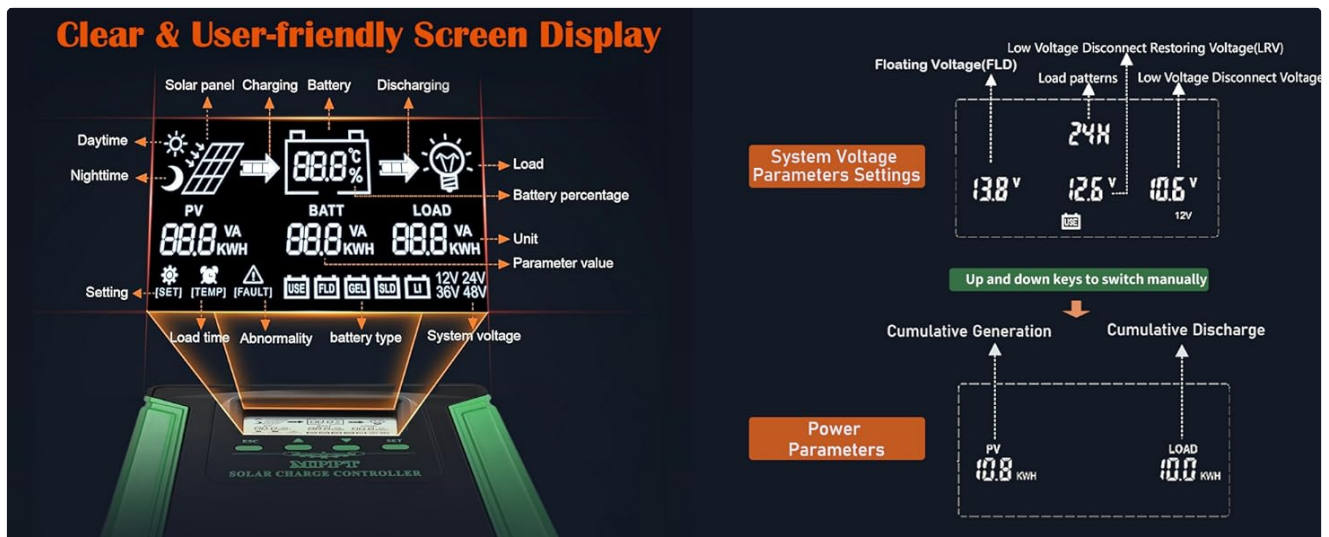 Clear & User-friendly Screen Display
Solar panel Charging Battery Discharging
Daytime
Nighttime
88.8 °C %
Load
Battery percentage
PV BATT LOAD
88.8 VA KWH 88.8 VA KWH 88.8 VA KWH
Unit
Parameter value
Setting
[SET] [TEMP] [FAULT] USE FLD GEL SLD LI 12V 24V
36V 48V
Load time Abnormality battery type System voltage
ESC SET
MPPT
SOLAR CHARGE CONTROLLER
Low Voltage Disconnect Restoring Voltage(LRV)
Floating Voltage(FLD)
Load patterns Low Voltage Disconnect Voltage
System Voltage
Parameters Settings
24H
13.8 V 12.6 V 10.6 V
USE 12V
Up and down keys to switch manually
Cumulative Generation Cumulative Discharge
Power
Parameters
PV LOAD
10.8 KWH 10.0 KWH